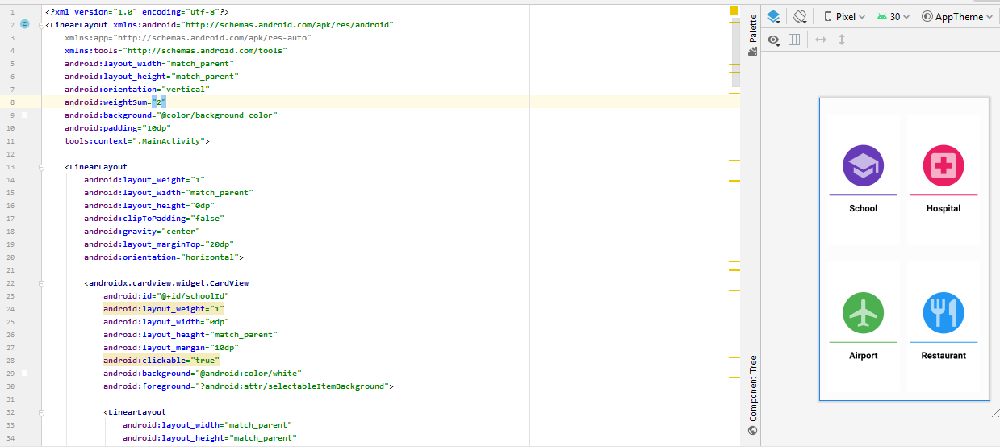 1 <?xml version="1.0" encoding="utf-8"?>
2 C <LinearLayout xmlns:android="http://schemas.android.com/apk/res/android"
3 xmlns:app="http://schemas.android.com/apk/res-auto"
4 xmlns:tools="http://schemas.android.com/tools"
5 android:layout_width="match_parent"
6 android:layout_height="match_parent"
7 android:orientation="vertical"
8 android:weightSum="2"
9 android:background="@color/background_color"
10 android:padding="10dp"
11 tools:context=".MainActivity">
12
13 <LinearLayout
14 android:layout_weight="1"
15 android:layout_width="match_parent"
16 android:layout_height="0dp"
17 android:clipToPadding="false"
18 android:gravity="center"
19 android:layout_marginTop="20dp"
20 android:orientation="horizontal">
21
22 <androidx.cardview.widget.CardView
23 android:id="@+id/schoolId"
24 android:layout_weight="1"
25 android:layout_width="0dp"
26 android:layout_height="match_parent"
27 android:layout_margin="10dp"
28 android:clickable="true"
29 android:background="@android:color/white"
30 android:foreground="?android:attr/selectableItemBackground">
31
32 <LinearLayout
33 android:layout_width="match_parent"
34 android:layout_height="match_parent"
Palette
Component Tree
Pixel 30 AppTheme
School Hospital
Airport Restaurant